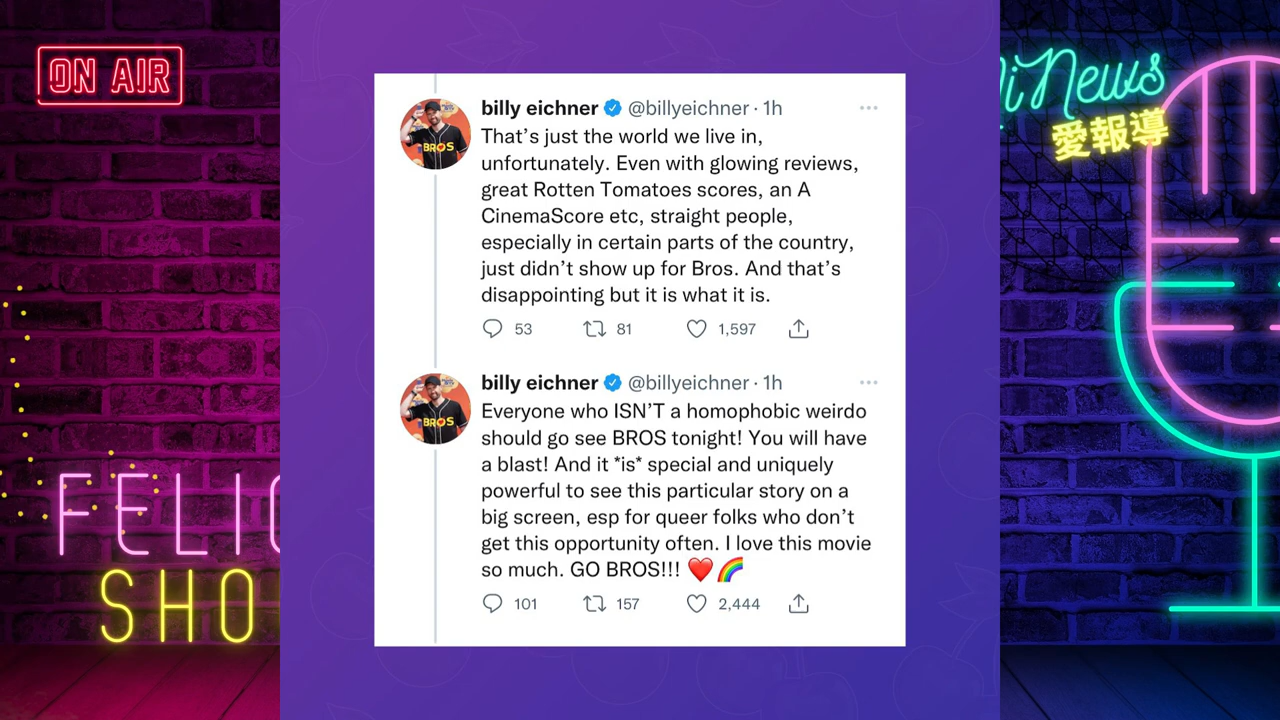 ON AIR
iNews
愛報導
FELIC
SHO
billy eichner @billyeichner · 1h
That's just the world we live in,
unfortunately. Even with glowing reviews,
great Rotten Tomatoes scores, an A
CinemaScore etc, straight people,
especially in certain parts of the country,
just didn't show up for Bros. And that's
disappointing but it is what it is.
53 81 1,597
billy eichner @billyeichner · 1h
Everyone who ISN'T a homophobic weirdo
should go see BROS tonight! You will have
a blast! And it *is* special and uniquely
powerful to see this particular story on a
big screen, esp for queer folks who don't
get this opportunity often. I love this movie
so much. GO BROS!!! ❤️🌈
101 157 2,444
BROS
BROS